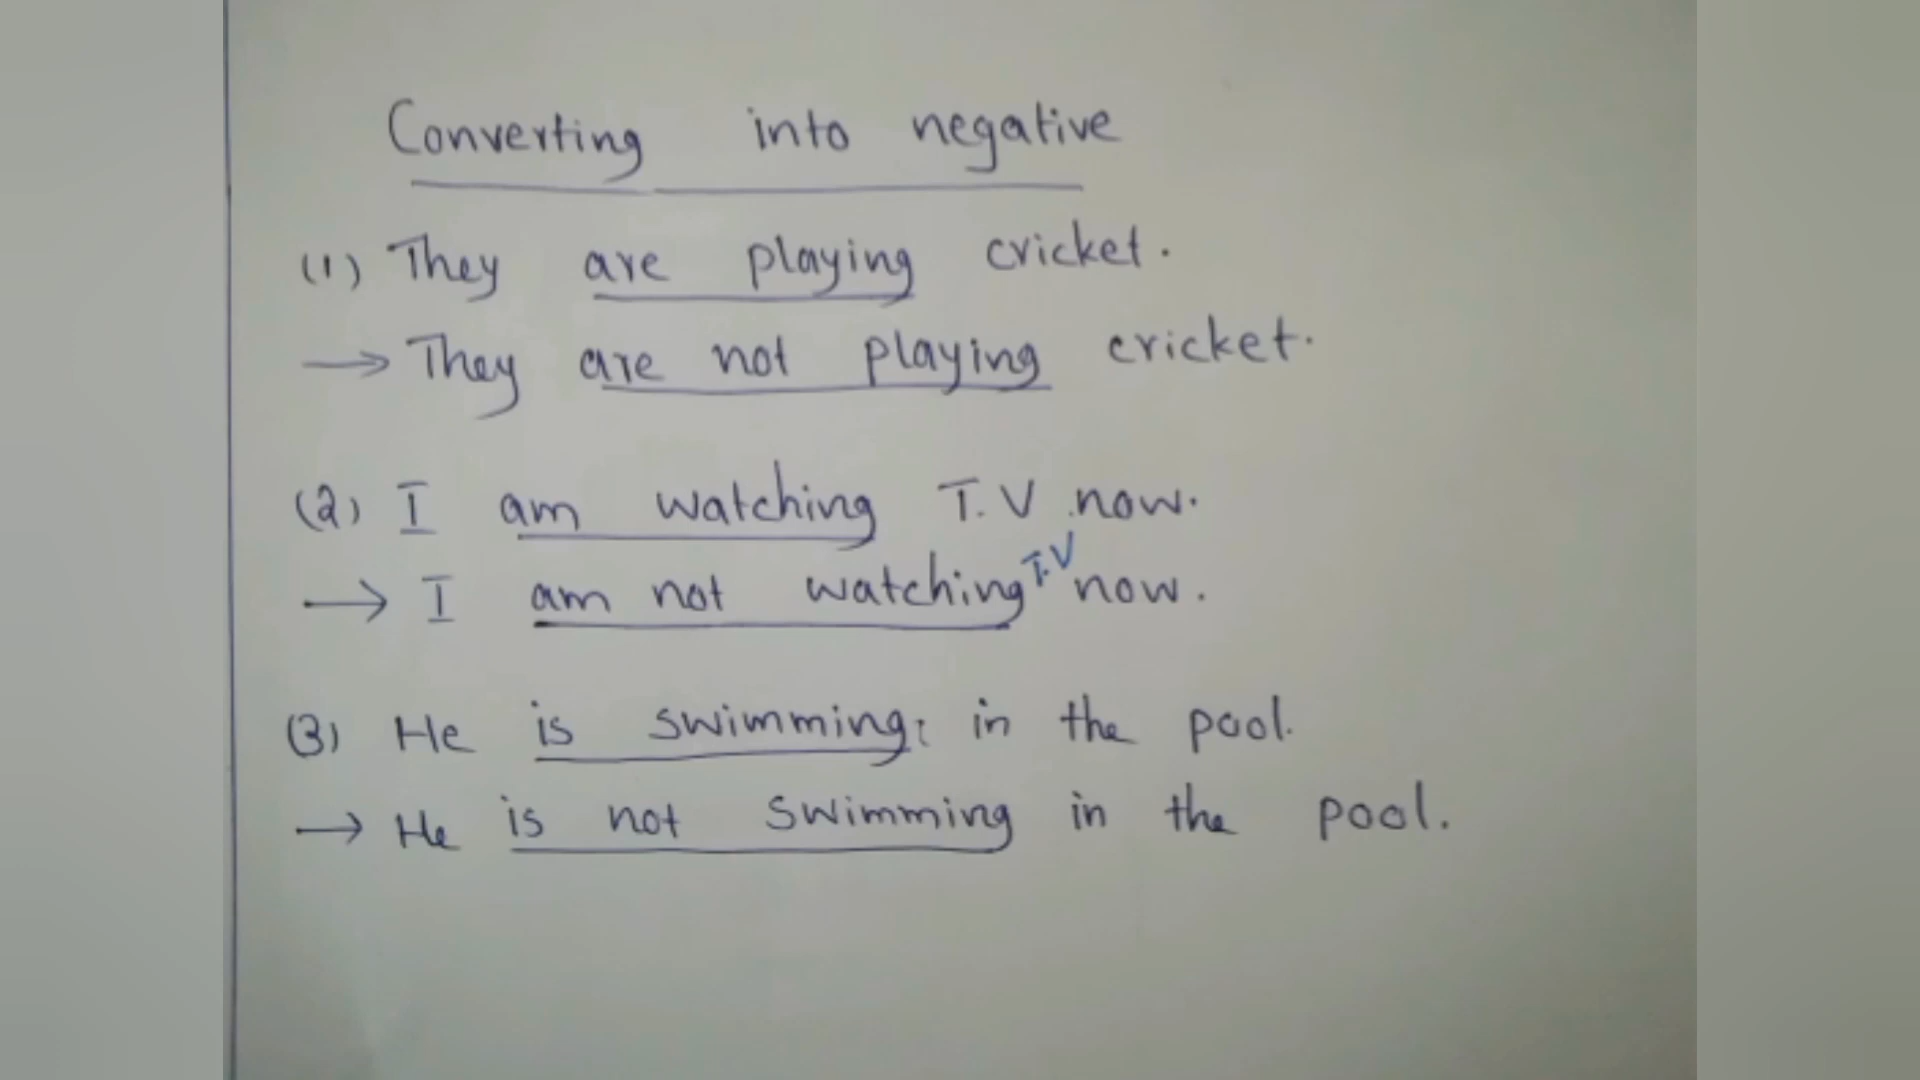 Converting into negative
(1) They are playing cricket.
→ They are not playing cricket.
(2) I am watching T.V now.
→ I am not watching T.V now.
(3) He is swimming in the pool.
→ He is not swimming in the pool.